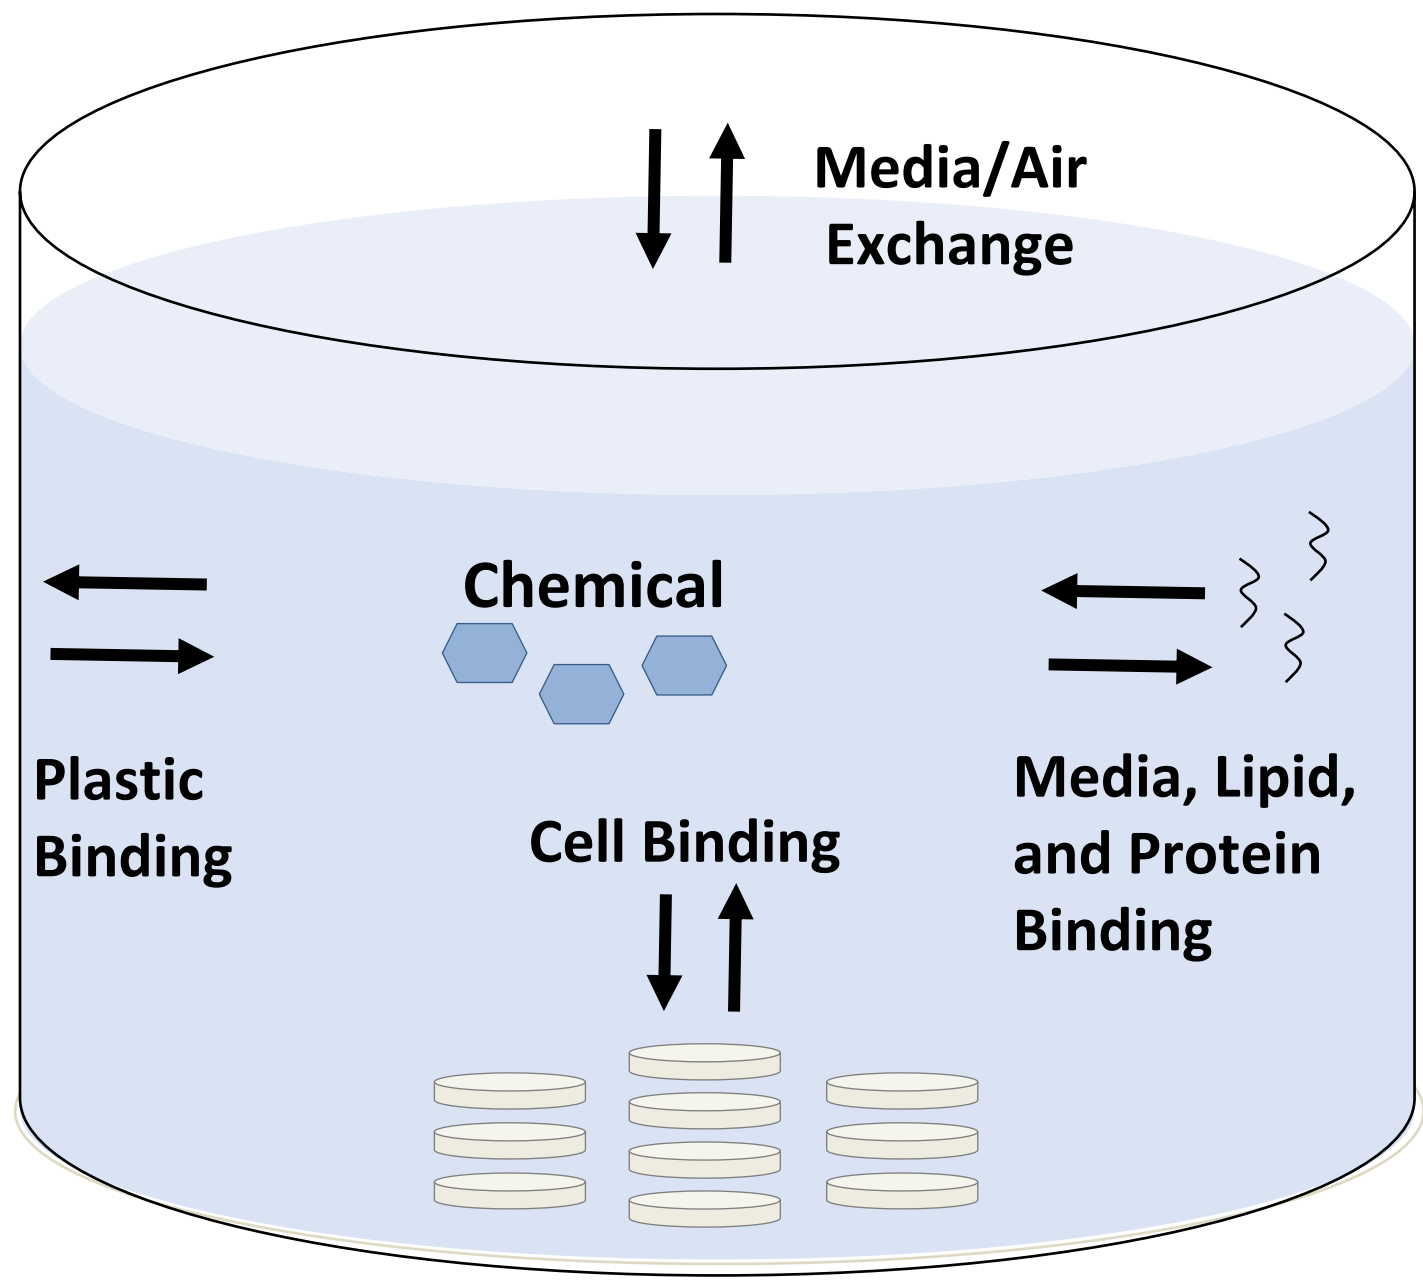 Media/Air
Exchange
Chemical
Plastic
Binding
Cell Binding
Media, Lipid,
and Protein
Binding